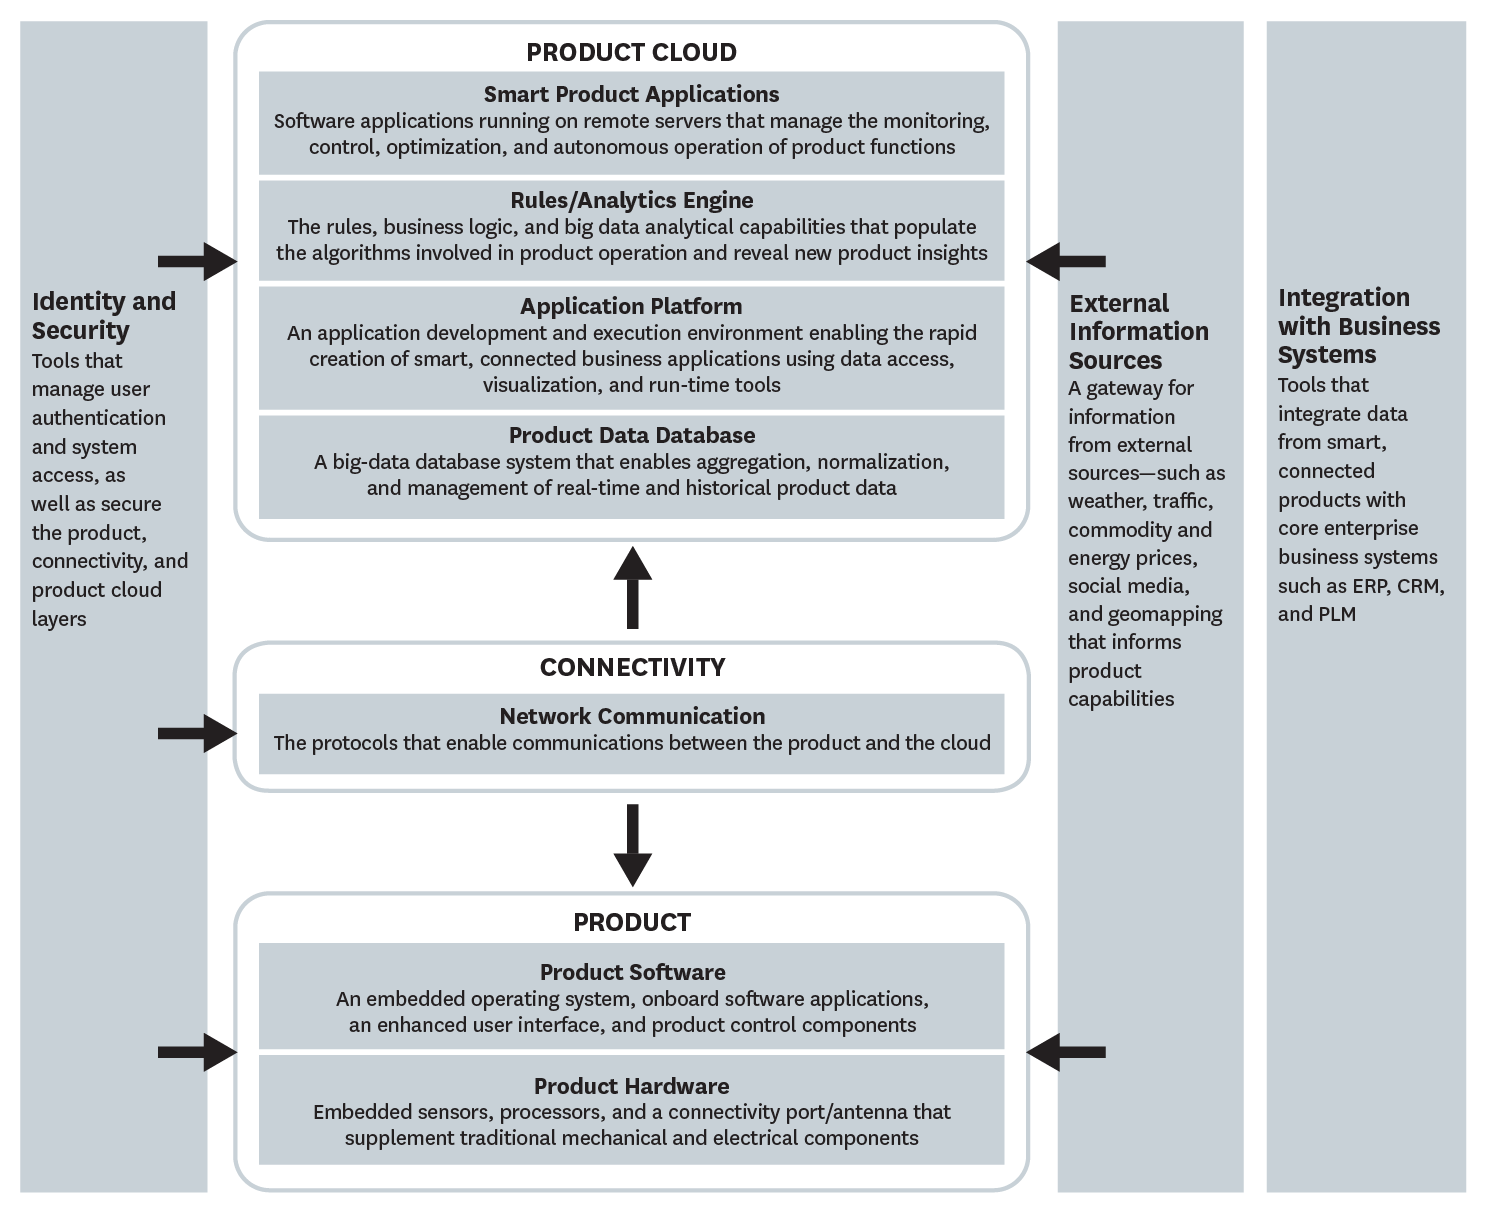 PRODUCT CLOUD
Smart Product Applications
Software applications running on remote servers that manage the monitoring,
control, optimization, and autonomous operation of product functions
Rules/Analytics Engine
The rules, business logic, and big data analytical capabilities that populate
the algorithms involved in product operation and reveal new product insights
Application Platform
An application development and execution environment enabling the rapid
creation of smart, connected business applications using data access,
visualization, and run-time tools
Product Data Database
A big-data database system that enables aggregation, normalization,
and management of real-time and historical product data
CONNECTIVITY
Network Communication
The protocols that enable communications between the product and the cloud
PRODUCT
Product Software
An embedded operating system, onboard software applications,
an enhanced user interface, and product control components
Product Hardware
Embedded sensors, processors, and a connectivity port/antenna that
supplement traditional mechanical and electrical components
Identity and
Security
Tools that
manage user
authentication
and system
access, as
well as secure
the product,
connectivity, and
product cloud
layers
External
Information
Sources
A gateway for
information
from external
sources—such as
weather, traffic,
commodity and
energy prices,
social media,
and geomapping
that informs
product
capabilities
Integration
with Business
Systems
Tools that
integrate data
from smart,
connected
products with
core enterprise
business systems
such as ERP, CRM,
and PLM